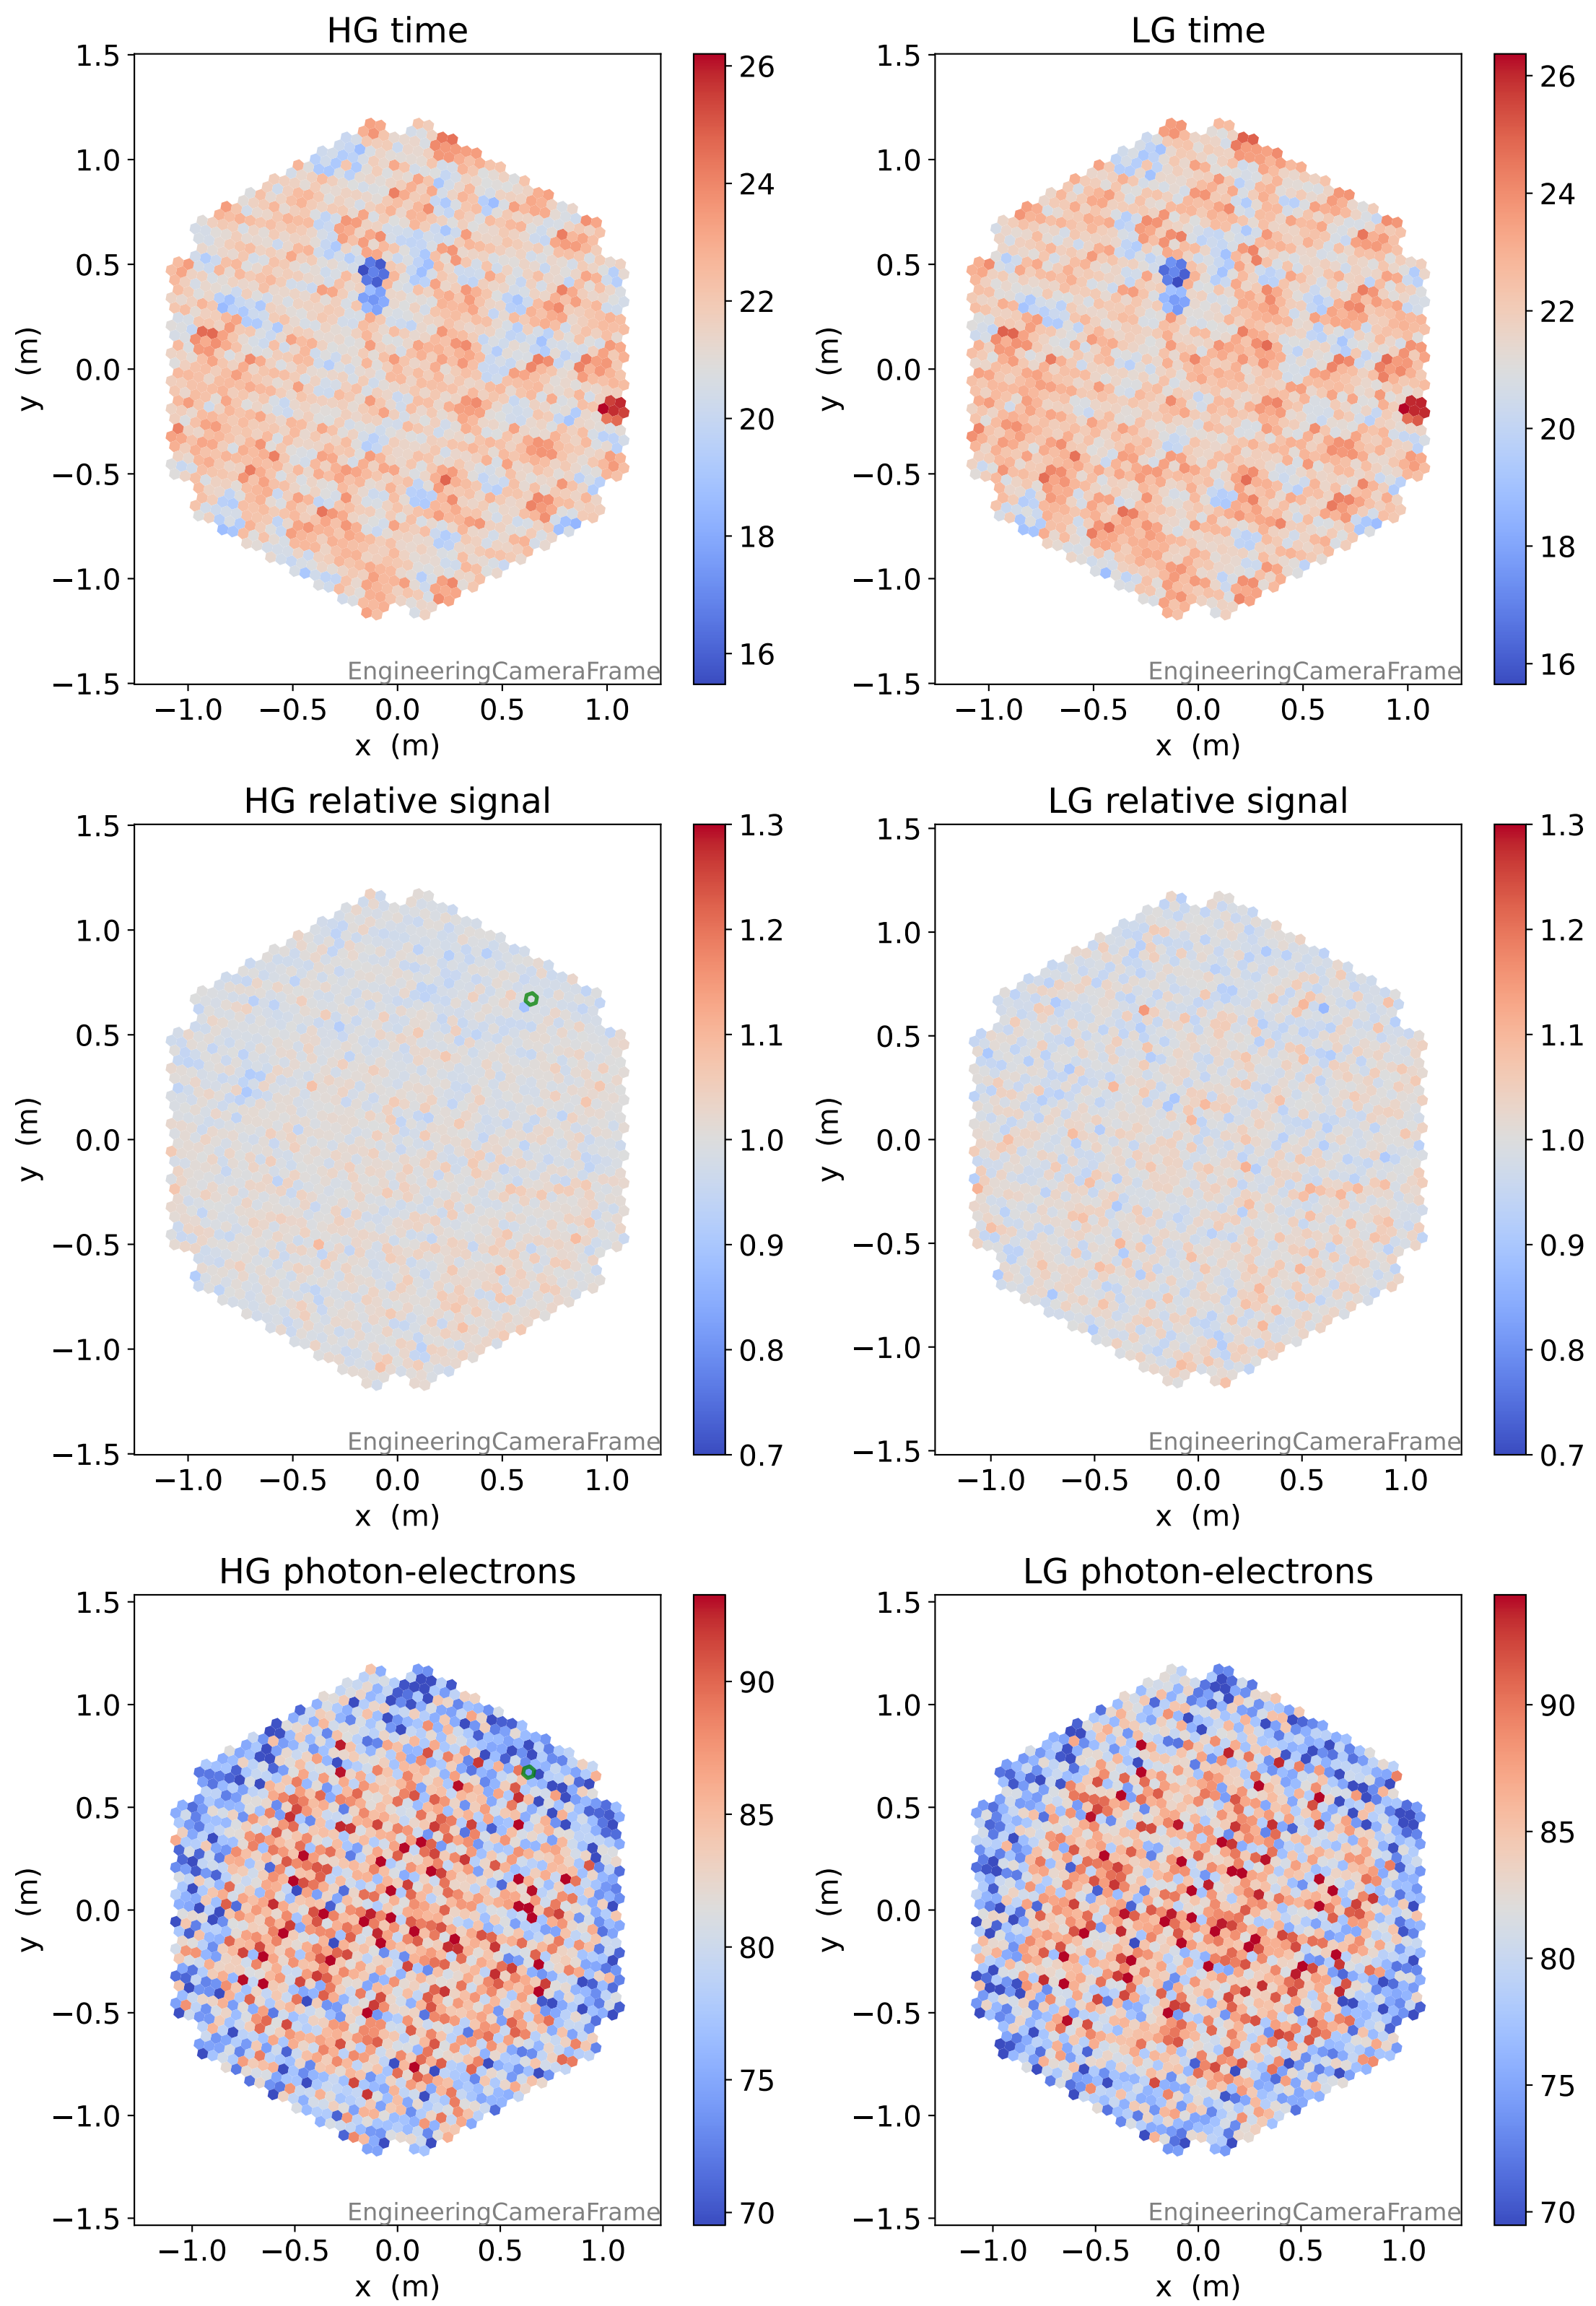 HG time
1.5
1.0
0.5
0.0
−0.5
−1.0
−1.5
y (m)
−1.0 −0.5 0.0 0.5 1.0
x (m)
EngineeringCameraFrame
26
24
22
20
18
16
LG time
1.5
1.0
0.5
0.0
−0.5
−1.0
−1.5
y (m)
−1.0 −0.5 0.0 0.5 1.0
x (m)
EngineeringCameraFrame
26
24
22
20
18
16
HG relative signal
1.5
1.0
0.5
0.0
−0.5
−1.0
−1.5
y (m)
−1.0 −0.5 0.0 0.5 1.0
x (m)
EngineeringCameraFrame
1.3
1.2
1.1
1.0
0.9
0.8
0.7
LG relative signal
1.5
1.0
0.5
0.0
−0.5
−1.0
−1.5
y (m)
−1.0 −0.5 0.0 0.5 1.0
x (m)
EngineeringCameraFrame
1.3
1.2
1.1
1.0
0.9
0.8
0.7
HG photon-electrons
1.5
1.0
0.5
0.0
−0.5
−1.0
−1.5
y (m)
−1.0 −0.5 0.0 0.5 1.0
x (m)
EngineeringCameraFrame
90
85
80
75
70
LG photon-electrons
1.5
1.0
0.5
0.0
−0.5
−1.0
−1.5
y (m)
−1.0 −0.5 0.0 0.5 1.0
x (m)
EngineeringCameraFrame
90
85
80
75
70